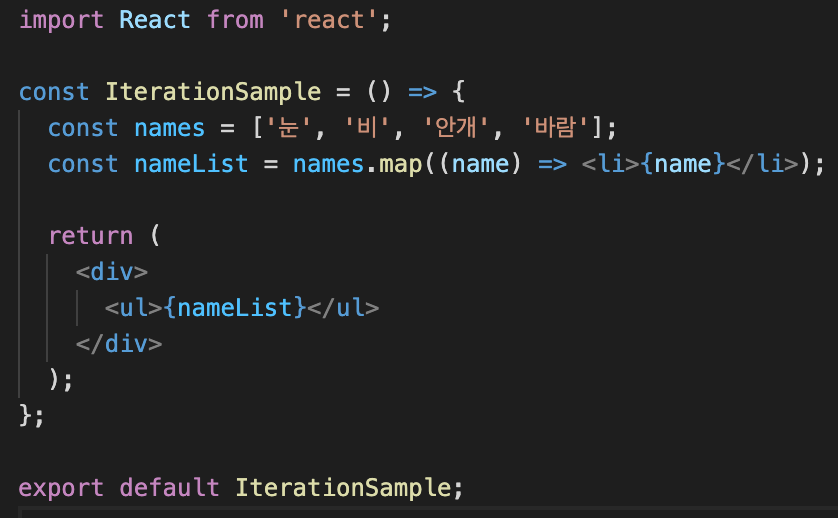 import React from 'react';
const IterationSample = () => {
const names = ['눈', '비', '안개', '바람'];
const nameList = names.map((name) => <li>{name}</li>);
return (
<div>
<ul>{nameList}</ul>
</div>
);
};
export default IterationSample;